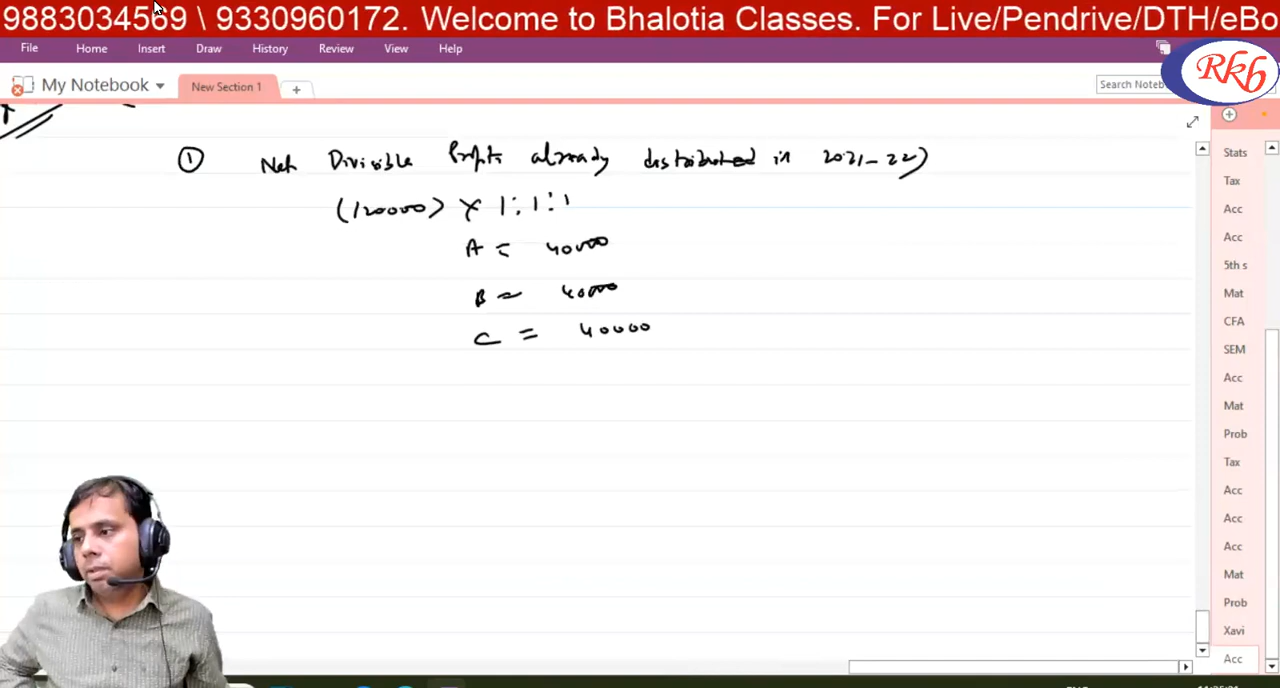 9883034569 \ 9330960172. Welcome to Bhalotia Classes. For Live/Pendrive/DTH/eBo
File Home Insert Draw History Review View Help
Rkb
My Notebook New Section 1 + Search Noteb
① Net Divisible Profits already distributed in 2021-22)
(120000) × 1:1:1
A = 40000
B = 40000
C = 40000
Stats
Tax
Acc
Acc
5th s
Mat
CFA
SEM
Acc
Mat
Prob
Tax
Acc
Acc
Acc
Mat
Prob
Xavi
Acc